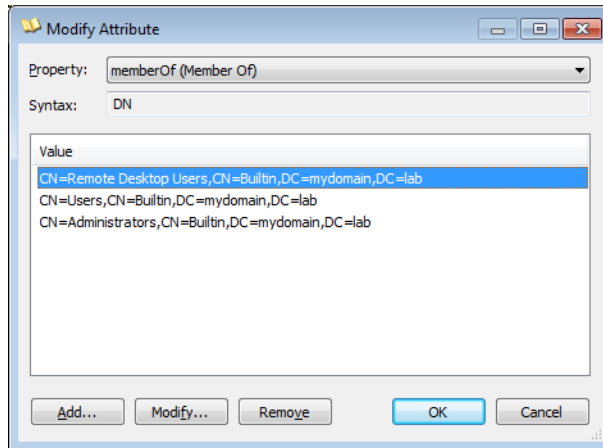 Modify Attribute
Property: memberOf (Member Of)
Syntax: DN
Value
CN=Remote Desktop Users,CN=Builtin,DC=mydomain,DC=lab
CN=Users,CN=Builtin,DC=mydomain,DC=lab
CN=Administrators,CN=Builtin,DC=mydomain,DC=lab
Add... Modify... Remove OK Cancel